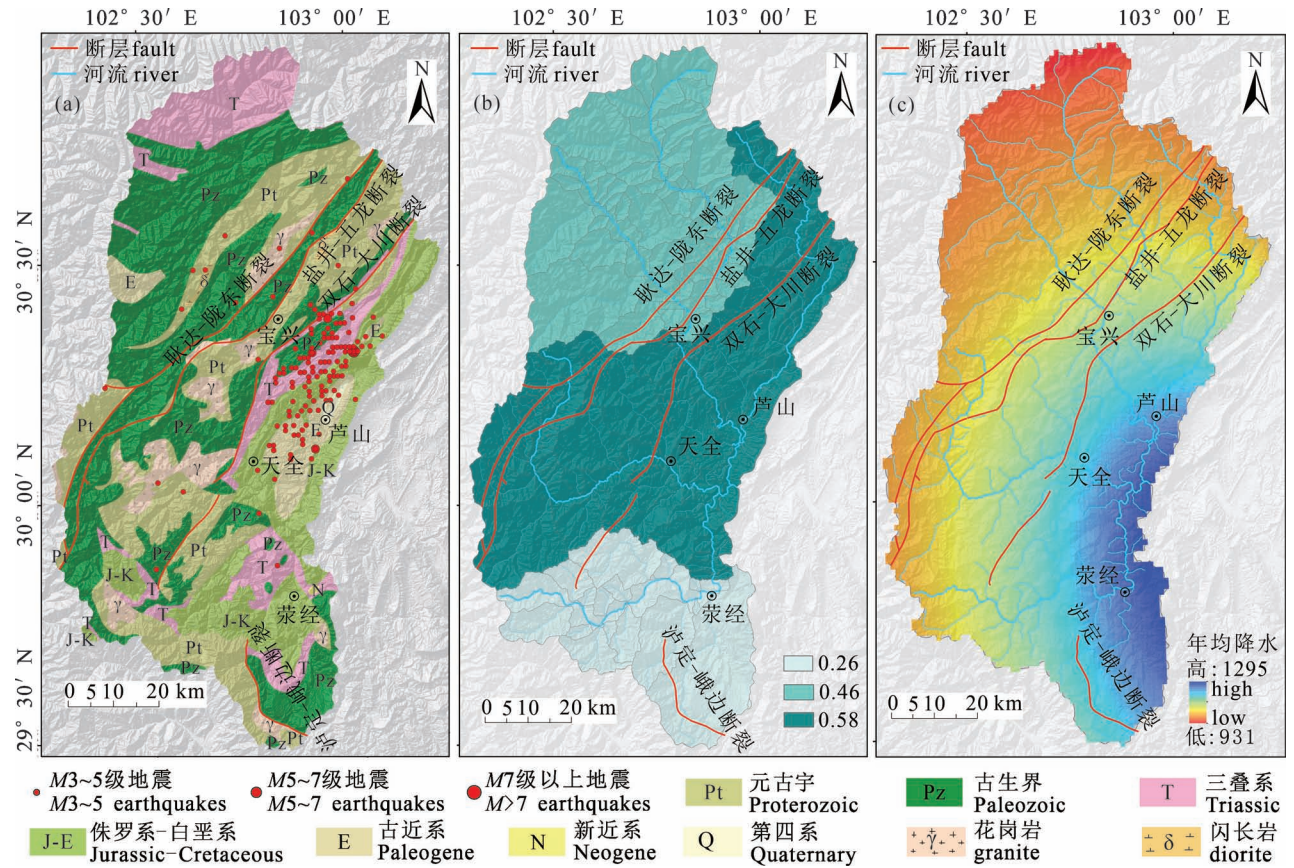 102° 30′ E 103° 00′ E
102° 30′ E 103° 00′ E
102° 30′ E 103° 00′ E
30° 30′ N
30° 00′ N
29° 30′ N
断层fault
河流river
(a)
N
T
T
Pz
Pt
Pz
γ
Pz
δ
E
Pt
Pz
耿达-陇东断裂
盐井-五龙断裂
双石-大川断裂
宝兴
γ
E
Pz
Pt
γ
T
Pt
Pz
Q
芦山
E
天全
J-K
γ
Pz
Pz
Pt
T
Pt
J-K
T
T
γ
T
T
J-K
N
荥经
J-K
γ
Pt
Pz
T
Pz
泸定-峨边断裂
γ
Pt
Pz
0 5 10 20 km
断层fault
河流river
(b)
N
耿达-陇东断裂
盐井-五龙断裂
双石-大川断裂
宝兴
芦山
天全
荥经
泸定-峨边断裂
0.26
0.46
0.58
0 5 10 20 km
断层fault
河流river
(c)
N
耿达-陇东断裂
盐井-五龙断裂
双石-大川断裂
宝兴
芦山
天全
荥经
泸定-峨边断裂
年均降水
高:1295
high
low
低:931
0 5 10 20 km
M3~5级地震
M3~5 earthquakes
M5~7级地震
M5~7 earthquakes
M7级以上地震
M>7 earthquakes
Pt
元古宇
Proterozoic
Pz
古生界
Paleozoic
T
三叠系
Triassic
J-E
侏罗系-白垩系
Jurassic-Cretaceous
E
古近系
Paleogene
N
新近系
Neogene
Q
第四系
Quaternary
γ
花岗岩
granite
δ
闪长岩
diorite